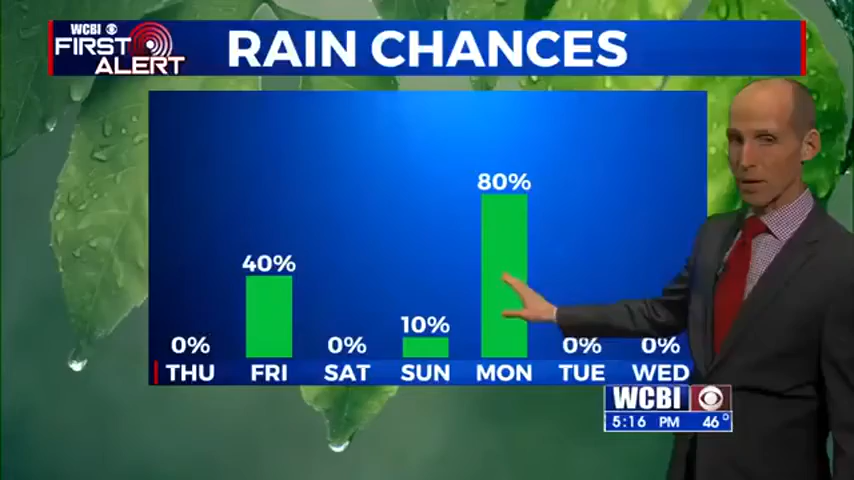 WCBI
FIRST
ALERT
RAIN CHANCES
80%
40%
10%
0%
0%
0%
0%
THU
FRI
SAT
SUN
MON
TUE
WED
WCBI
5:16 PM 46°